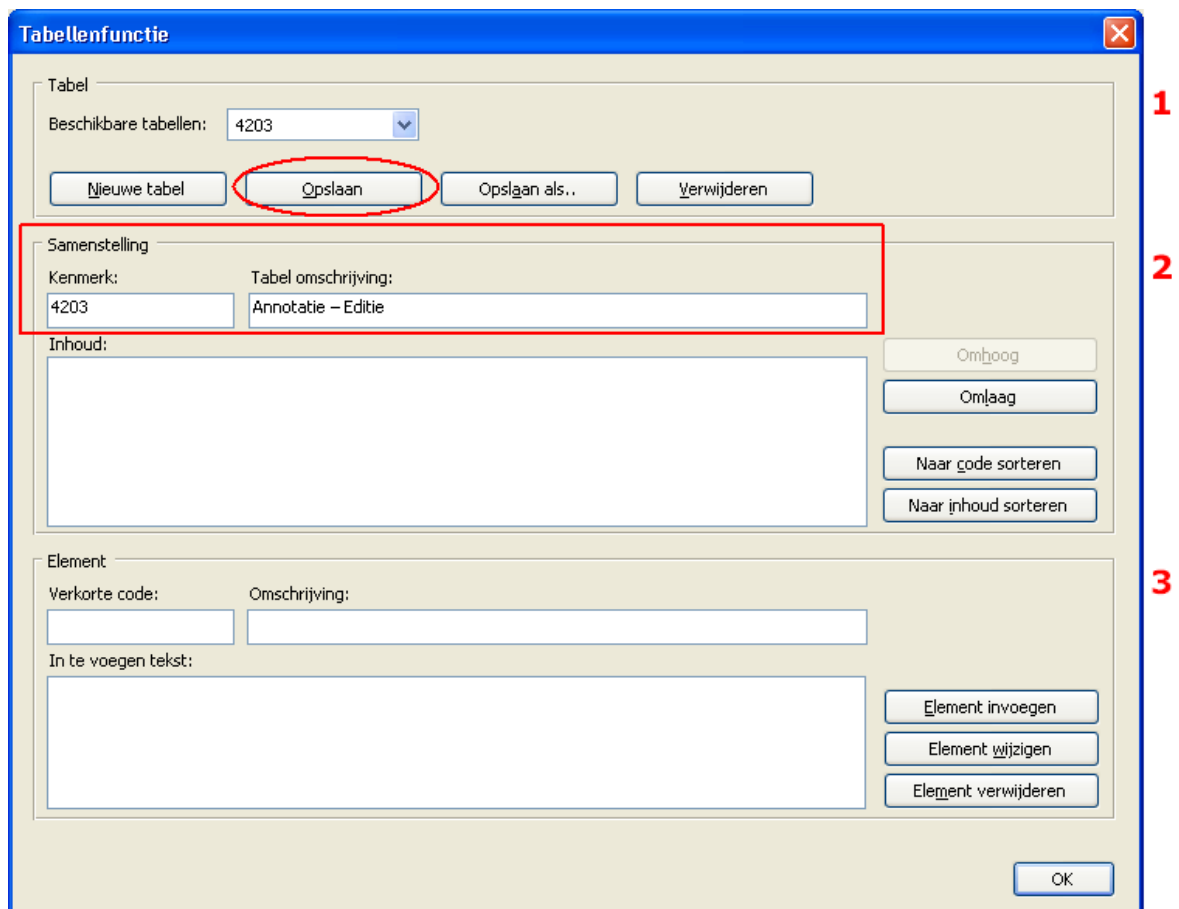 Tabellenfunctie
Tabel
1
Beschikbare tabellen: 4203
Nieuwe tabel Opslaan Opslaan als.. Verwijderen
Samenstelling
2
Kenmerk: Tabel omschrijving:
4203 Annotatie – Editie
Inhoud:
Omhoog
Omlaag
Naar code sorteren
Naar inhoud sorteren
Element
3
Verkorte code: Omschrijving:
In te voegen tekst:
Element invoegen
Element wijzigen
Element verwijderen
OK